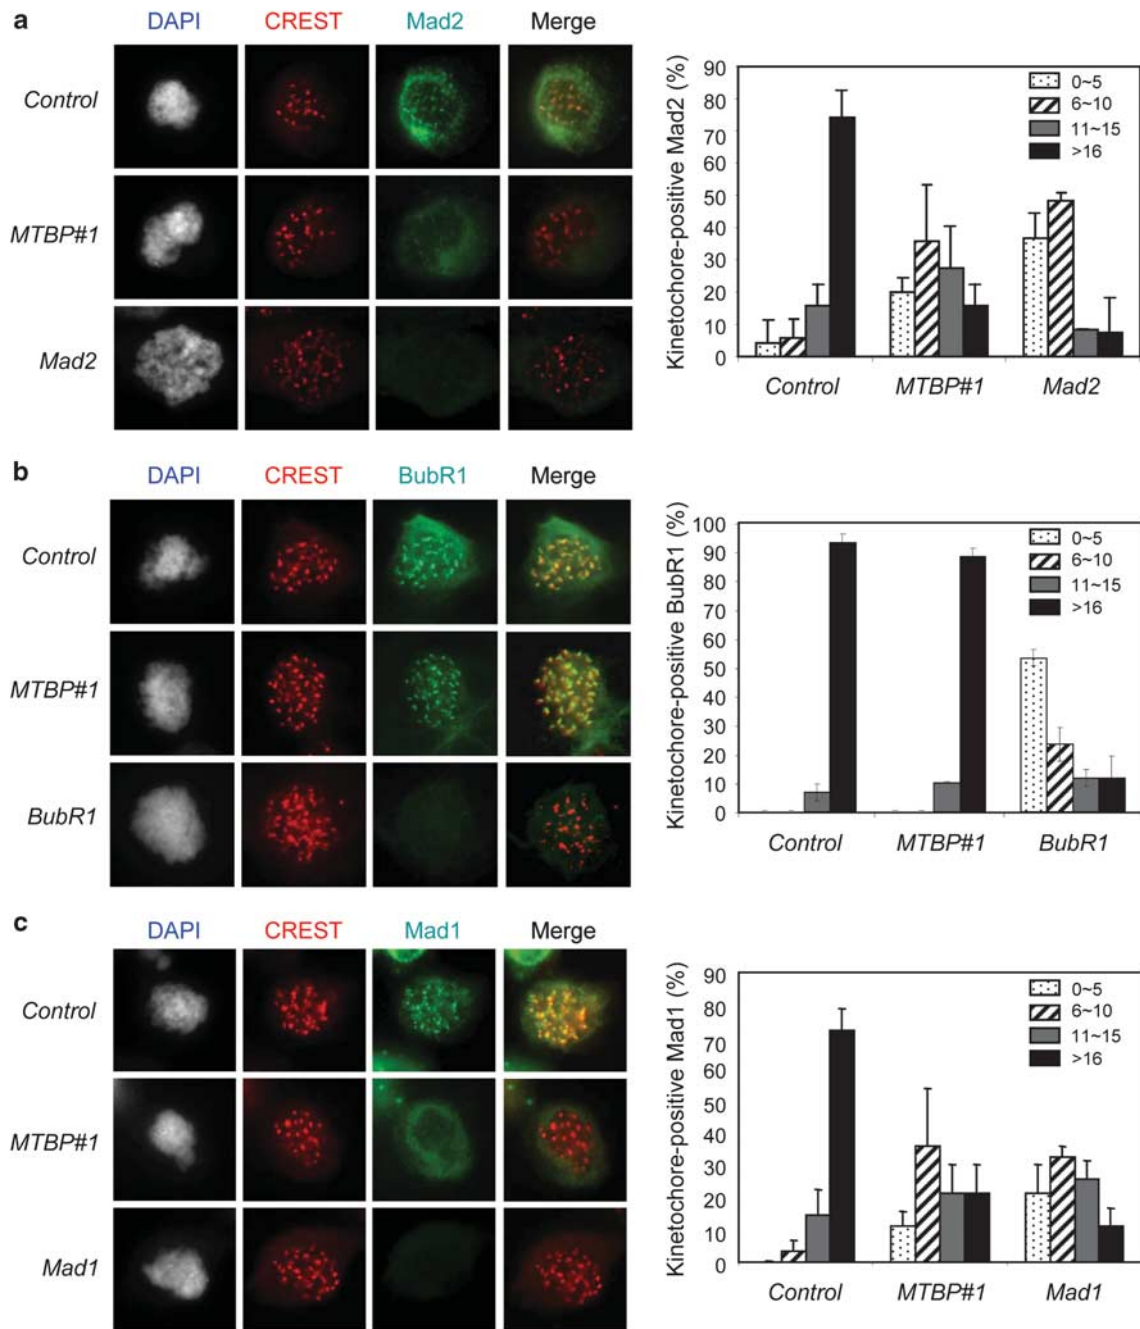 a
DAPI CREST Mad2 Merge
Control
MTBP#1
Mad2
Kinetochore-positive Mad2 (%)
90
80
70
60
50
40
30
20
10
0
0~5
6~10
11~15
>16
Control MTBP#1 Mad2
b
DAPI CREST BubR1 Merge
Control
MTBP#1
BubR1
Kinetochore-positive BubR1 (%)
100
90
80
70
60
50
40
30
20
10
0
0~5
6~10
11~15
>16
Control MTBP#1 BubR1
c
DAPI CREST Mad1 Merge
Control
MTBP#1
Mad1
Kinetochore-positive Mad1 (%)
90
80
70
60
50
40
30
20
10
0
0~5
6~10
11~15
>16
Control MTBP#1 Mad1